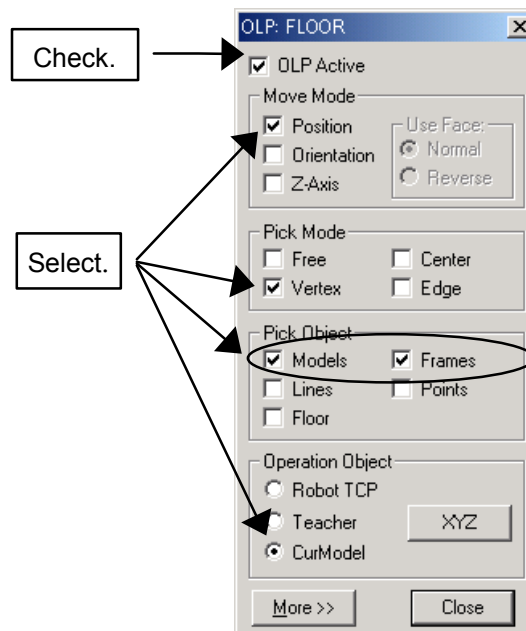 OLP: FLOOR
Check.
OLP Active
Move Mode
Position
Use Face:
Normal
Orientation
Reverse
Z-Axis
Select.
Pick Mode
Free
Center
Vertex
Edge
Pick Object
Models
Frames
Lines
Points
Floor
Operation Object
Robot TCP
Teacher
XYZ
CurModel
More >>
Close